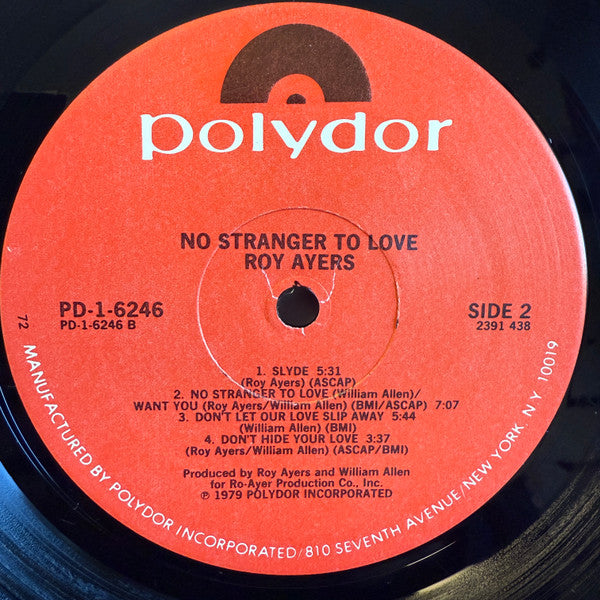 polydor
NO STRANGER TO LOVE
ROY AYERS
PD-1-6246
PD-1-6246 B
SIDE 2
2391 438
72
1. SLYDE 5:31
(Roy Ayers) (ASCAP)
2. NO STRANGER TO LOVE (William Allen)/
WANT YOU (Roy Ayers/William Allen) (BMI/ASCAP) 7:07
3. DON'T LET OUR LOVE SLIP AWAY 5:44
(William Allen) (BMI)
4. DON'T HIDE YOUR LOVE 3:37
(Roy Ayers/William Allen) (ASCAP/BMI)
Produced by Roy Ayers and William Allen
for Ro-Ayer Production Co., Inc.
℗ 1979 POLYDOR INCORPORATED
MANUFACTURED BY POLYDOR INCORPORATED/810 SEVENTH AVENUE/NEW YORK NY 10019